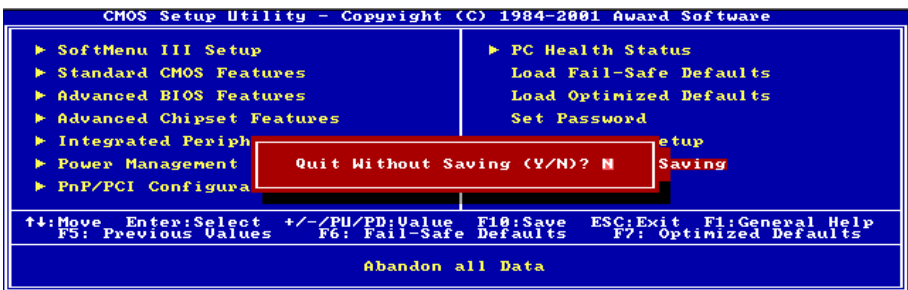 CMOS Setup Utility - Copyright (C) 1984-2001 Award Software
► SoftMenu III Setup
► Standard CMOS Features
► Advanced BIOS Features
► Advanced Chipset Features
► Integrated Periph
► Power Management
► PnP/PCI Configura
► PC Health Status
Load Fail-Safe Defaults
Load Optimized Defaults
Set Password
etup
Saving
Quit Without Saving (Y/N)? N
↑↓:Move Enter:Select +/-/PU/PD:Value F10:Save ESC:Exit F1:General Help
F5: Previous Values F6: Fail-Safe Defaults F7: Optimized Defaults
Abandon all Data